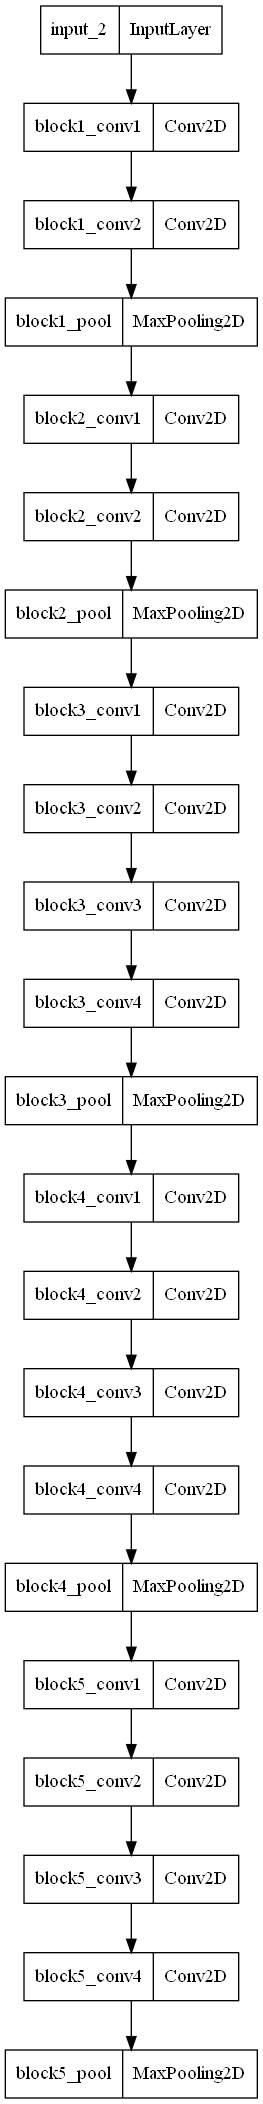 input_2 InputLayer
block1_conv1 Conv2D
block1_conv2 Conv2D
block1_pool MaxPooling2D
block2_conv1 Conv2D
block2_conv2 Conv2D
block2_pool MaxPooling2D
block3_conv1 Conv2D
block3_conv2 Conv2D
block3_conv3 Conv2D
block3_conv4 Conv2D
block3_pool MaxPooling2D
block4_conv1 Conv2D
block4_conv2 Conv2D
block4_conv3 Conv2D
block4_conv4 Conv2D
block4_pool MaxPooling2D
block5_conv1 Conv2D
block5_conv2 Conv2D
block5_conv3 Conv2D
block5_conv4 Conv2D
block5_pool MaxPooling2D